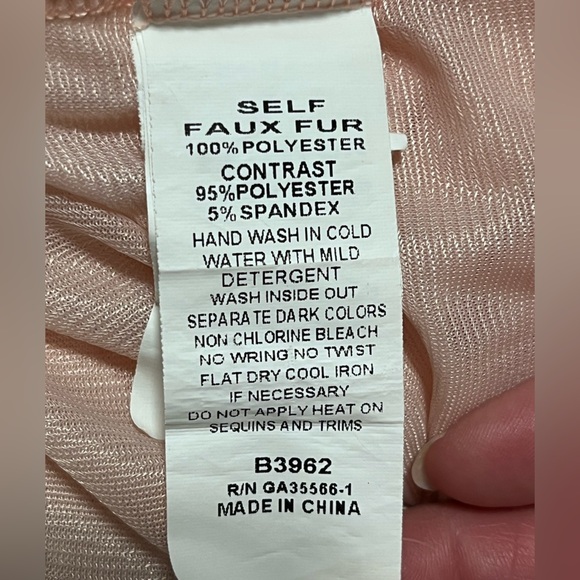 SELF
FAUX FUR
100%POLYESTER
CONTRAST
95%POLYESTER
5%SPANDEX
HAND WASH IN COLD
WATER WITH MILD
DETERGENT
WASH INSIDE OUT
SEPARATE DARK COLORS
NON CHLORINE BLEACH
NO WRING NO TWIST
FLAT DRY COOL IRON
IF NECESSARY
DO NOT APPLY HEAT ON
SEQUINS AND TRIMS
B3962
R/N GA35566-1
MADE IN CHINA